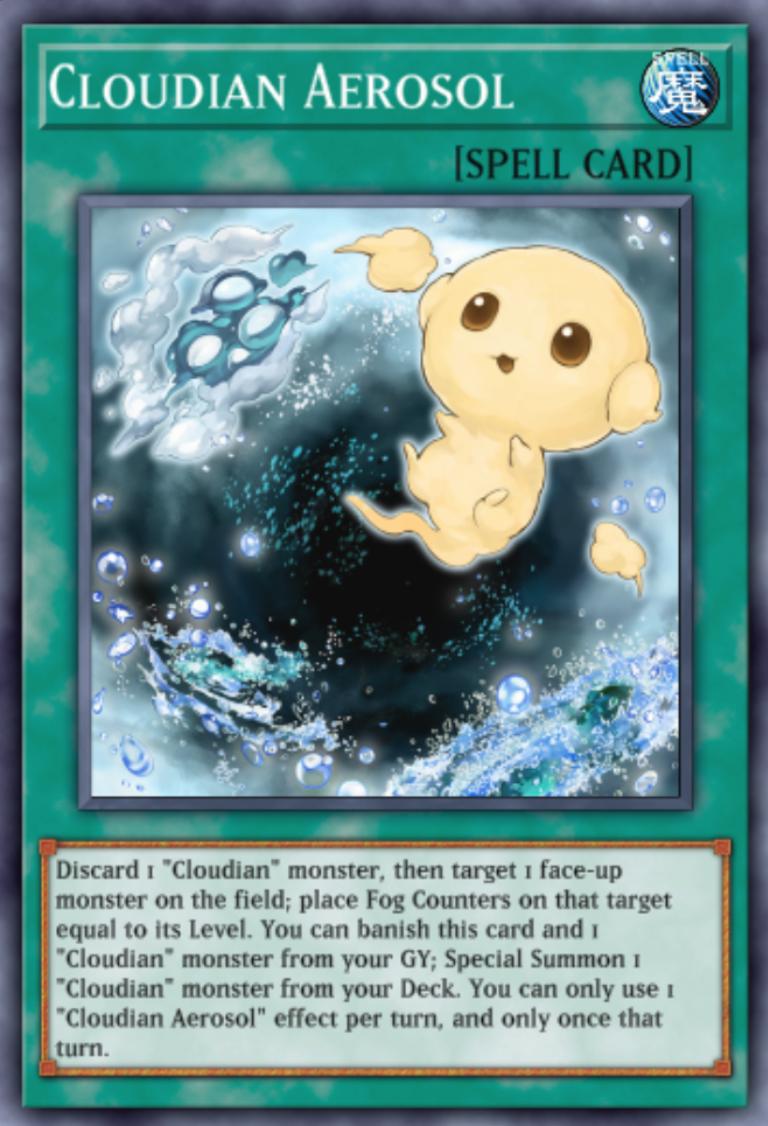 CLOUDIAN AEROSOL
SPELL
魔
[SPELL CARD]
Discard 1 "Cloudian" monster, then target 1 face-up
monster on the field; place Fog Counters on that target
equal to its Level. You can banish this card and 1
"Cloudian" monster from your GY; Special Summon 1
"Cloudian" monster from your Deck. You can only use 1
"Cloudian Aerosol" effect per turn, and only once that
turn.